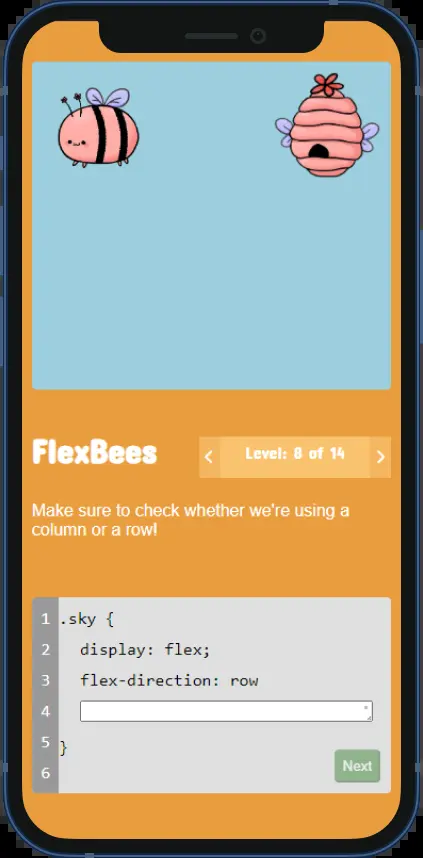 FlexBees
Level: 8 of 14
Make sure to check whether we're using a
column or a row!
1 .sky {
2 display: flex;
3 flex-direction: row
4
5 }
6
Next